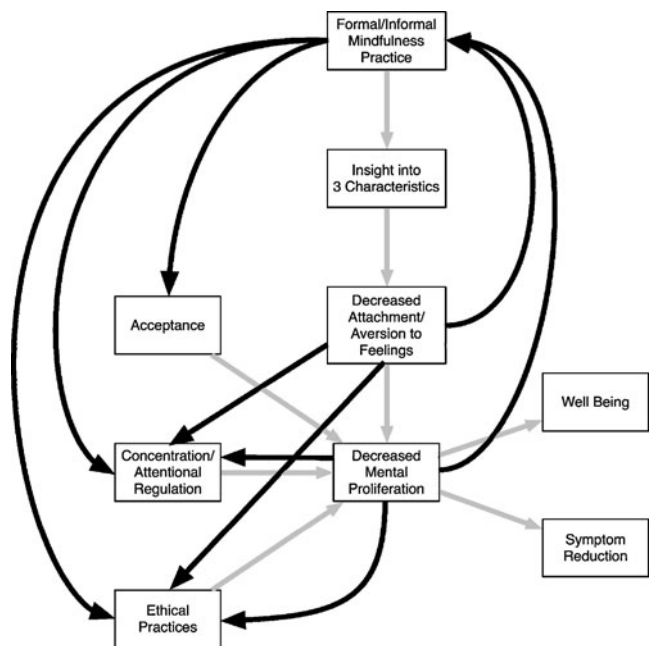 Formal/Informal
Mindfulness
Practice
Insight into
3 Characteristics
Acceptance
Decreased
Attachment/
Aversion to
Feelings
Well Being
Concentration/
Attentional
Regulation
Decreased
Mental
Proliferation
Symptom
Reduction
Ethical
Practices